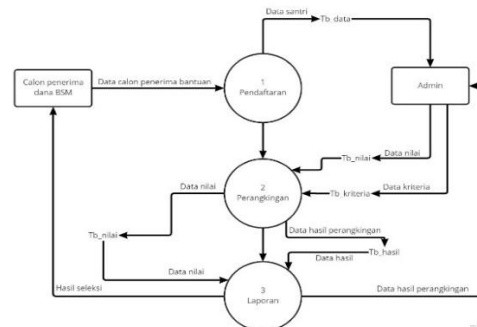 Data santri
Tb_data
Calon penerima
dana BSM
Data calon penerima bantuan
1
Pendaftaran
Admin
Tb_nilai
Data nilai
Tb_kriteria
Data kriteria
Data nilai
2
Perangkingan
Data hasil perangkingan
Tb_nilai
Tb_hasil
Data hasil
Data nilai
Hasil seleksi
3
Laporan
Data hasil perangkingan